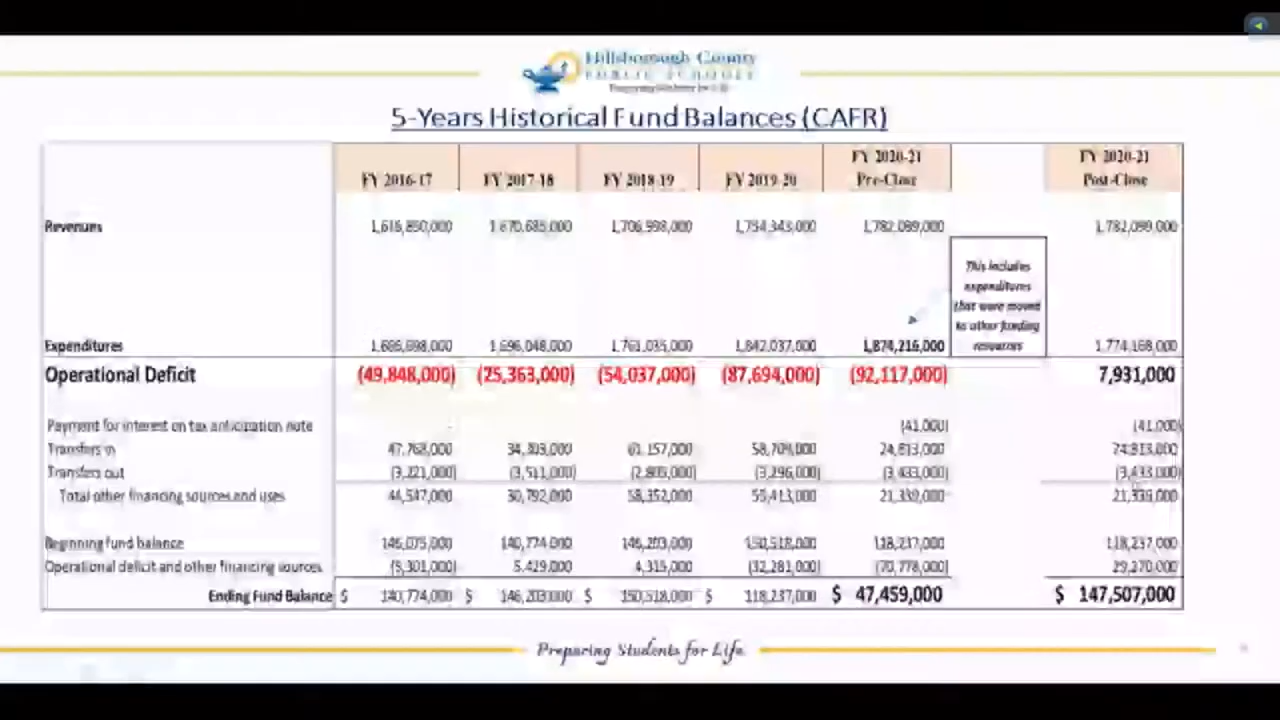 Hillsborough County
PUBLIC SCHOOLS
Preparing Students for Life
5-Years Historical Fund Balances (CAFR)
FY 2016-17 FY 2017-18 FY 2018-19 FY 2019-20 FY 2020-21 Pre-Close FY 2020-21 Post-Close
Revenues 1,616,850,000 1,670,685,000 1,706,998,000 1,754,343,000 1,782,099,000 1,782,099,000
This includes
expenditures
that were moved
to other funding
resources
Expenditures 1,666,698,000 1,696,048,000 1,761,035,000 1,842,037,000 1,874,216,000 1,774,168,000
Operational Deficit (49,848,000) (25,363,000) (54,037,000) (87,694,000) (92,117,000) 7,931,000
Payment for interest on tax anticipation note - (41,000) (41,000)
Transfers in 47,768,000 34,303,000 61,157,000 58,709,000 24,813,000 24,813,000
Transfers out (3,221,000) (3,511,000) (2,805,000) (3,296,000) (3,433,000) (3,433,000)
Total other financing sources and uses 44,547,000 30,792,000 58,352,000 55,413,000 21,339,000 21,339,000
Beginning fund balance 146,075,000 140,774,000 146,203,000 150,518,000 118,237,000 118,237,000
Operational deficit and other financing sources (5,301,000) 5,429,000 4,315,000 (32,281,000) (70,778,000) 29,270,000
Ending Fund Balance $ 140,774,000 $ 146,203,000 $ 150,518,000 $ 118,237,000 $ 47,459,000 $ 147,507,000
Preparing Students for Life